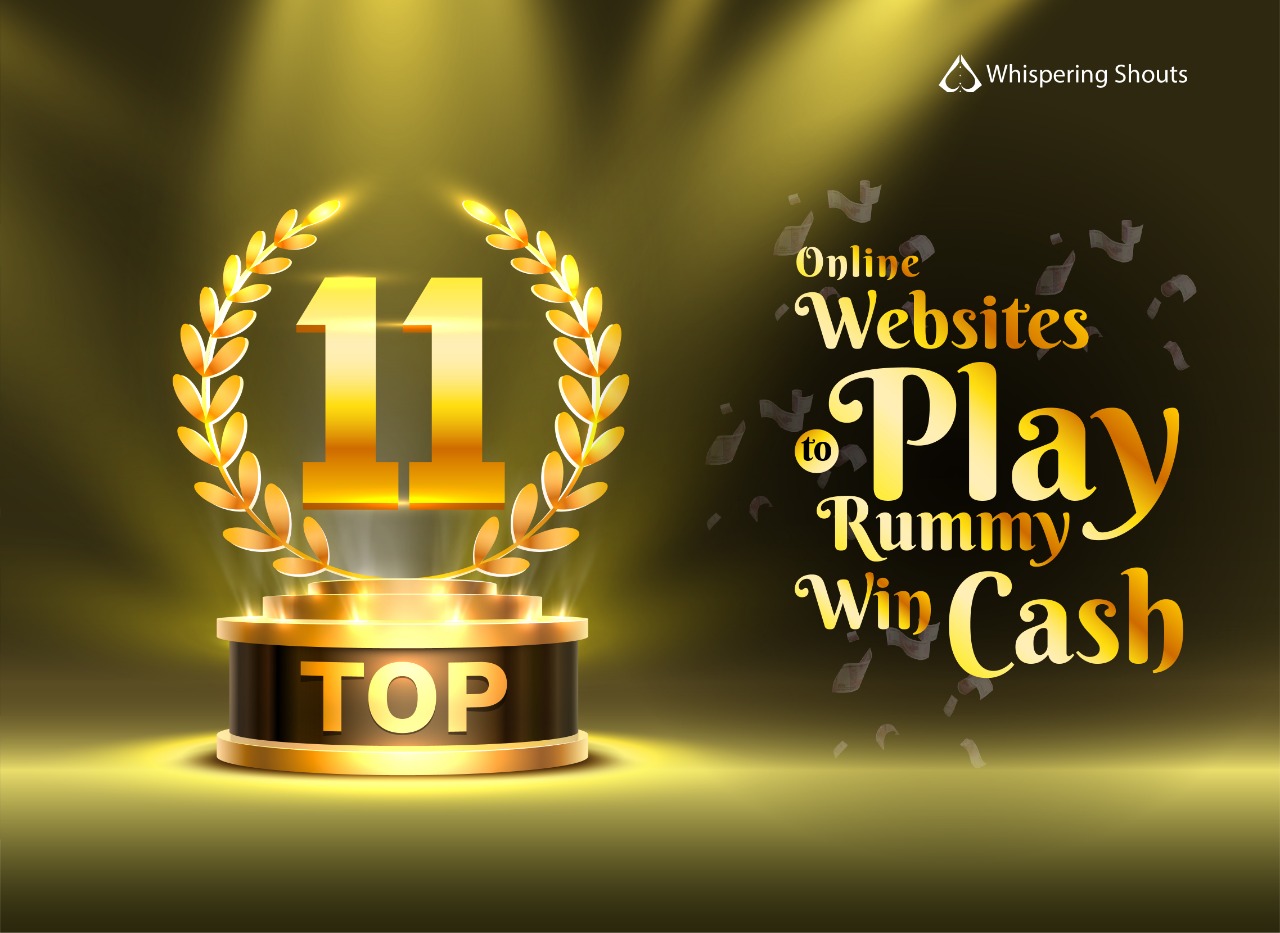 Whispering Shouts
11
TOP
Online
Websites
to Play
Rummy
Win Cash